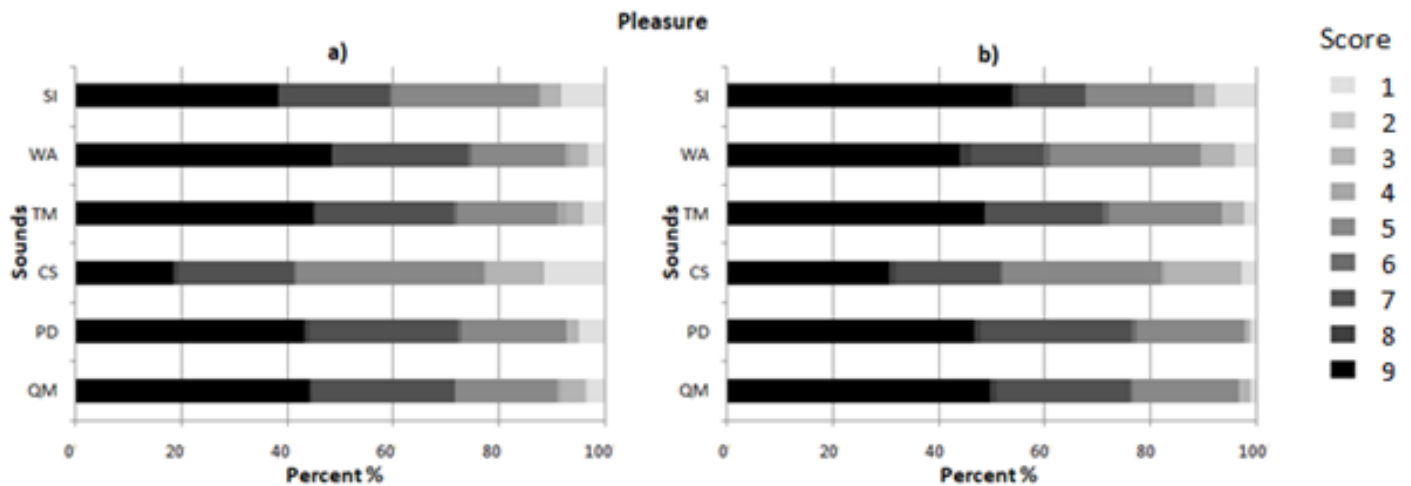 Pleasure
a)
SI
WA
TM
CS
PD
QM
Sounds
0 20 40 60 80 100
Percent %
b)
SI
WA
TM
CS
PD
QM
Sounds
0 20 40 60 80 100
Percent %
Score
1
2
3
4
5
6
7
8
9